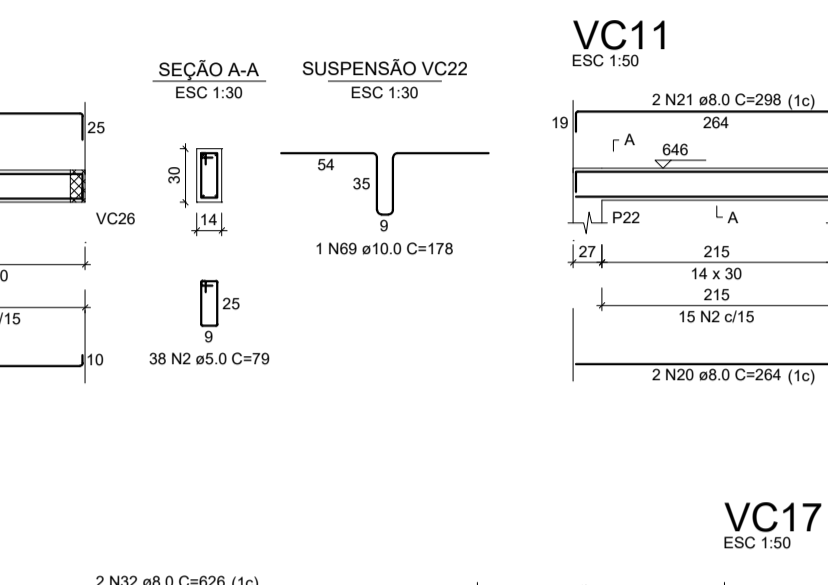 25
VC26
0
/15
10
SEÇÃO A-A
ESC 1:30
30
14
25
9
38 N2 ø5.0 C=79
SUSPENSÃO VC22
ESC 1:30
54
35
9
1 N69 ø10.0 C=178
VC11
ESC 1:50
2 N21 ø8.0 C=298 (1c)
19
264
A
646
P22
A
27
215
14 x 30
215
15 N2 c/15
2 N20 ø8.0 C=264 (1c)
VC17
ESC 1:50
2 N32 ø8.0 C=626 (1c)